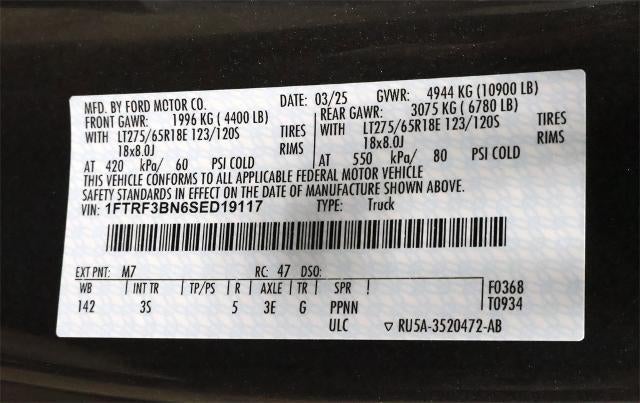 MFD. BY FORD MOTOR CO. DATE: 03/25 GVWR: 4944 KG (10900 LB)
FRONT GAWR: 1996 KG ( 4400 LB) REAR GAWR: 3075 KG ( 6780 LB)
WITH LT275/65R18E 123/120S TIRES WITH LT275/65R18E 123/120S TIRES
18x8.0J RIMS 18x8.0J RIMS
AT 420 kPa/ 60 PSI COLD AT 550 kPa/ 80 PSI COLD
THIS VEHICLE CONFORMS TO ALL APPLICABLE FEDERAL MOTOR VEHICLE
SAFETY STANDARDS IN EFFECT ON THE DATE OF MANUFACTURE SHOWN ABOVE.
VIN: 1FTRF3BN6SED19117 TYPE: Truck
EXT PNT: M7 RC: 47 DSO:
WB | INT TR | TP/PS | R | AXLE | TR | SPR | F0368
142 3S 5 3E G PPNN T0934
ULC ▽ RU5A-3520472-AB